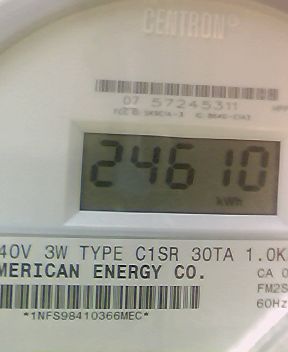 CENTRON®
07 57245311
24610
kWh
40V 3W TYPE C1SR 30TA 1.0K
MERICAN ENERGY CO.
CA 0
FM2S
60Hz
*1NFS98410366MEC*